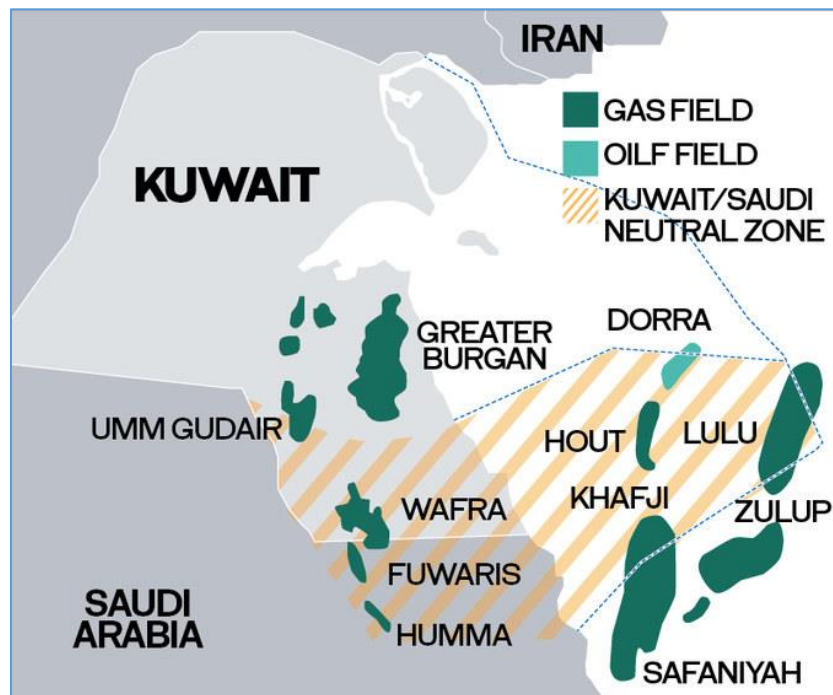 IRAN
GAS FIELD
OILF FIELD
KUWAIT/SAUDI
NEUTRAL ZONE
KUWAIT
DORRA
GREATER
BURGAN
UMM GUDAIR
HOUT
LULU
WAFRA
KHAFJI
ZULUP
FUWARIS
SAUDI
ARABIA
HUMMA
SAFANIYAH